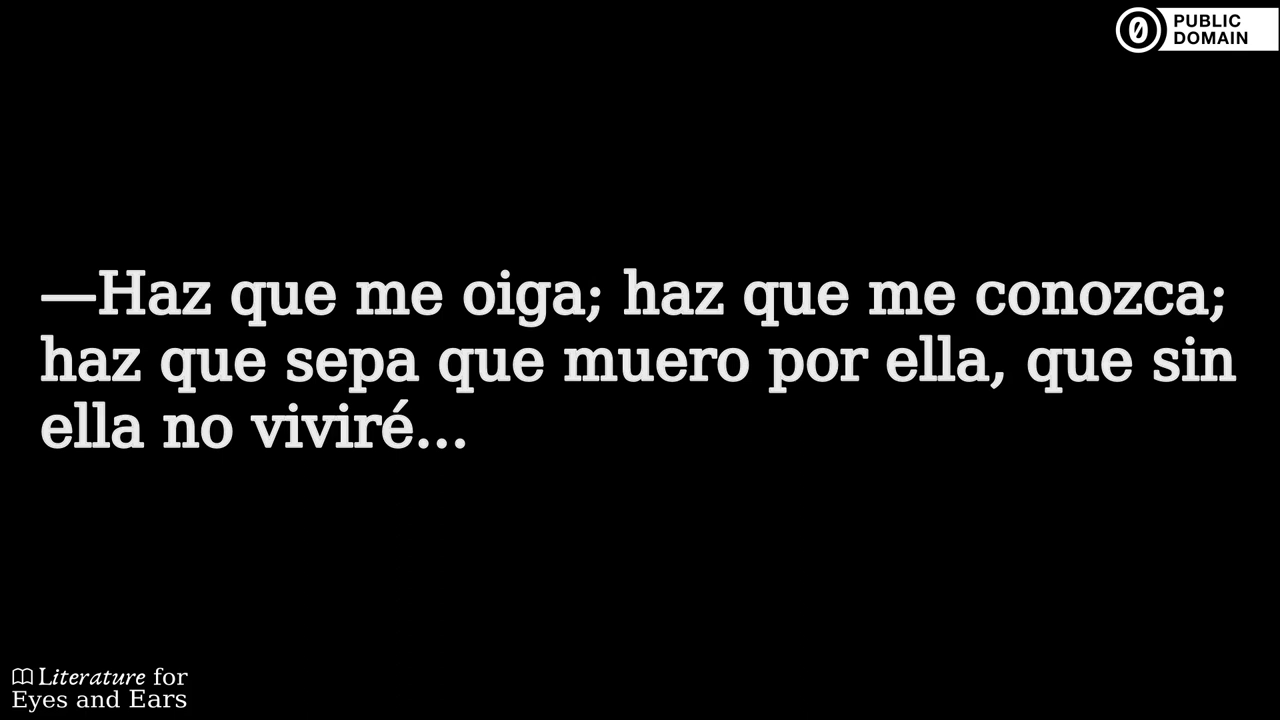 PUBLIC
DOMAIN
—Haz que me oiga; haz que me conozca;
haz que sepa que muero por ella, que sin
ella no viviré...
Literature for
Eyes and Ears